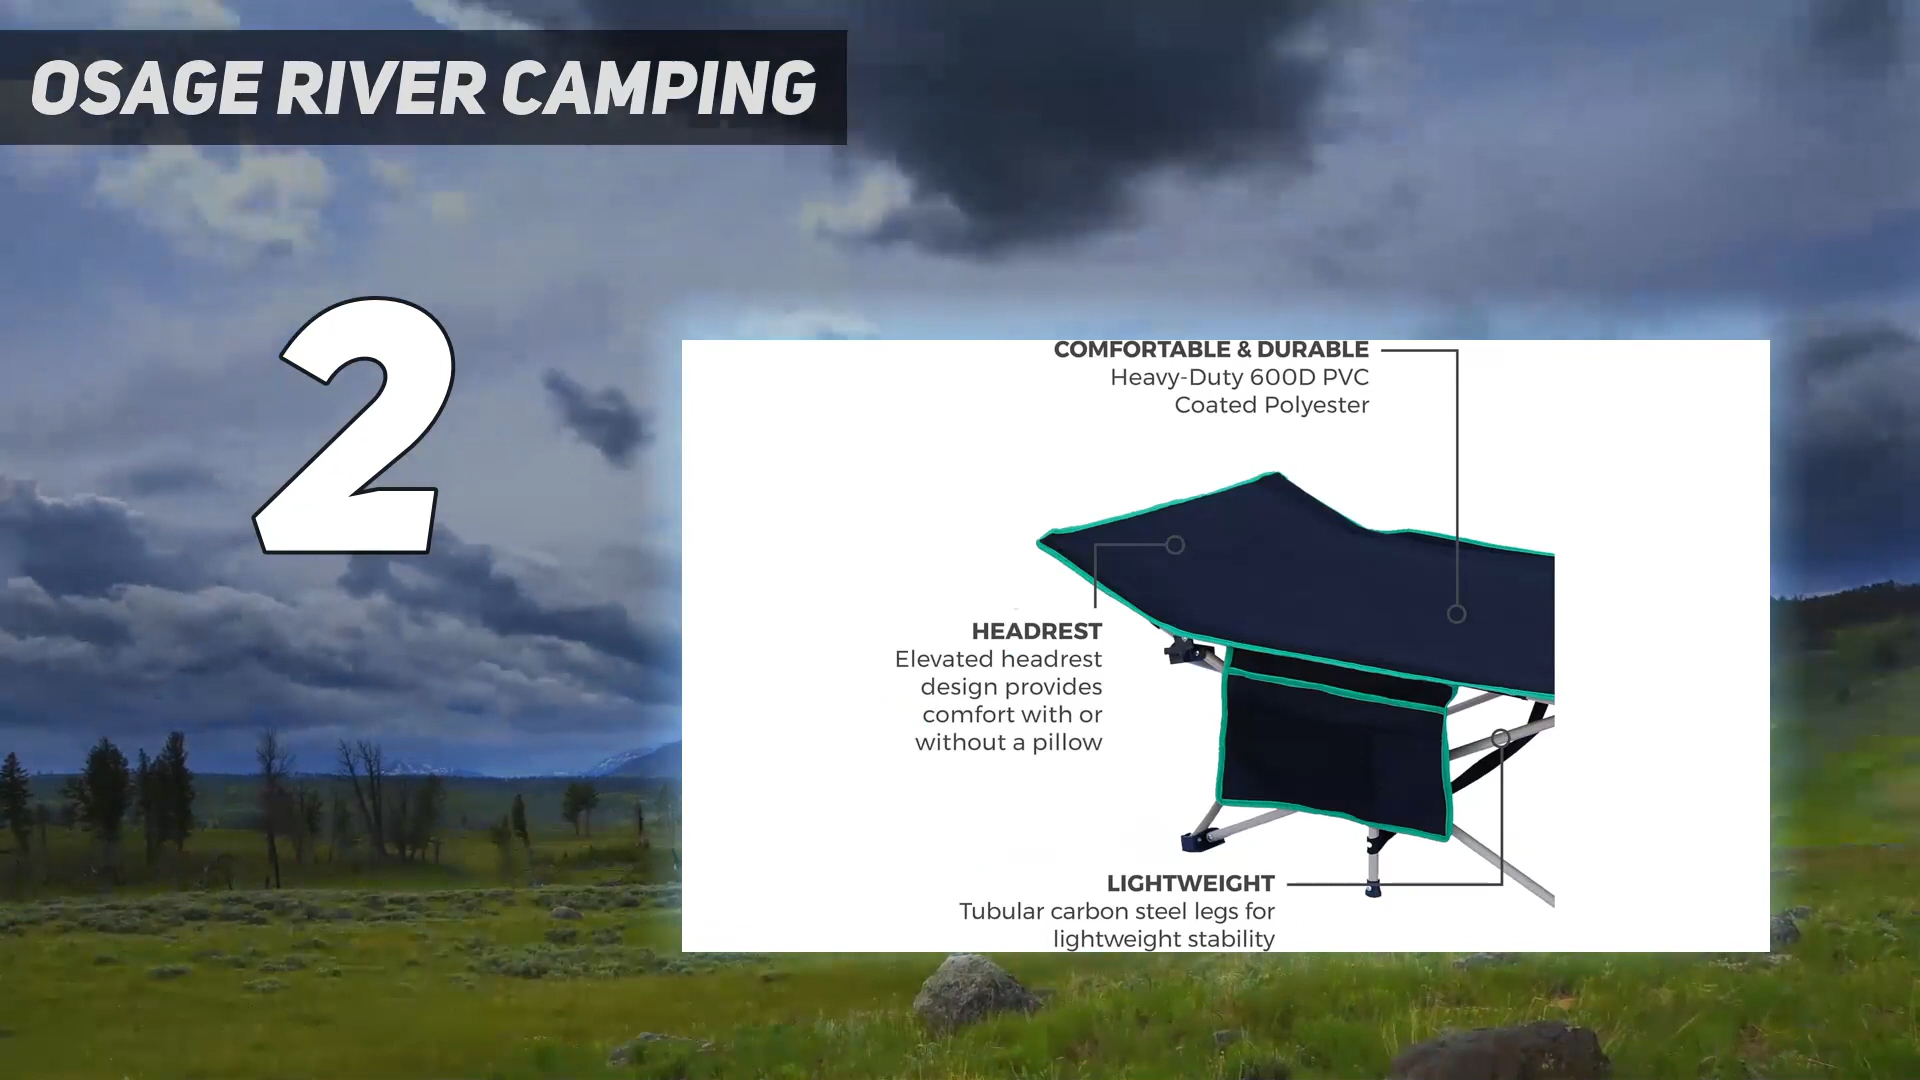 OSAGE RIVER CAMPING
2
COMFORTABLE & DURABLE
Heavy-Duty 600D PVC
Coated Polyester
HEADREST
Elevated headrest
design provides
comfort with or
without a pillow
LIGHTWEIGHT
Tubular carbon steel legs for
lightweight stability